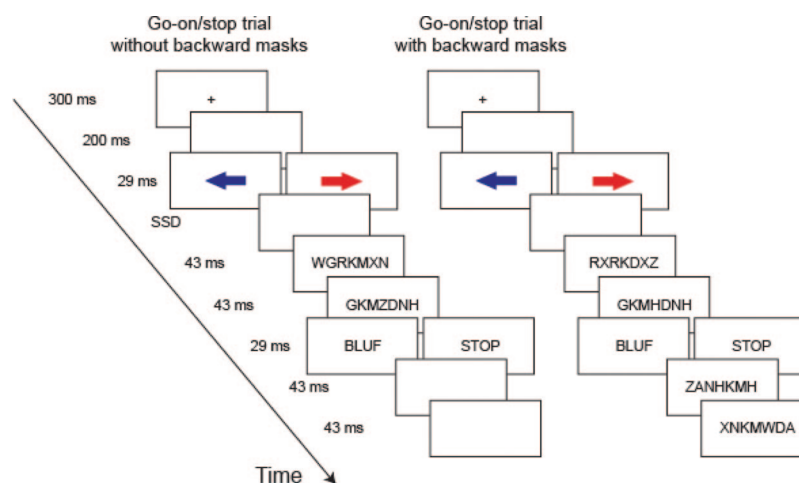 Go-on/stop trial
without backward masks
Go-on/stop trial
with backward masks
300 ms
+
+
200 ms
29 ms
SSD
43 ms
WGRKMXN
RXRKDXZ
43 ms
GKMZDNH
GKMHDNH
29 ms
BLUF
STOP
BLUF
STOP
43 ms
ZANHKMH
43 ms
XNKMWDA
Time